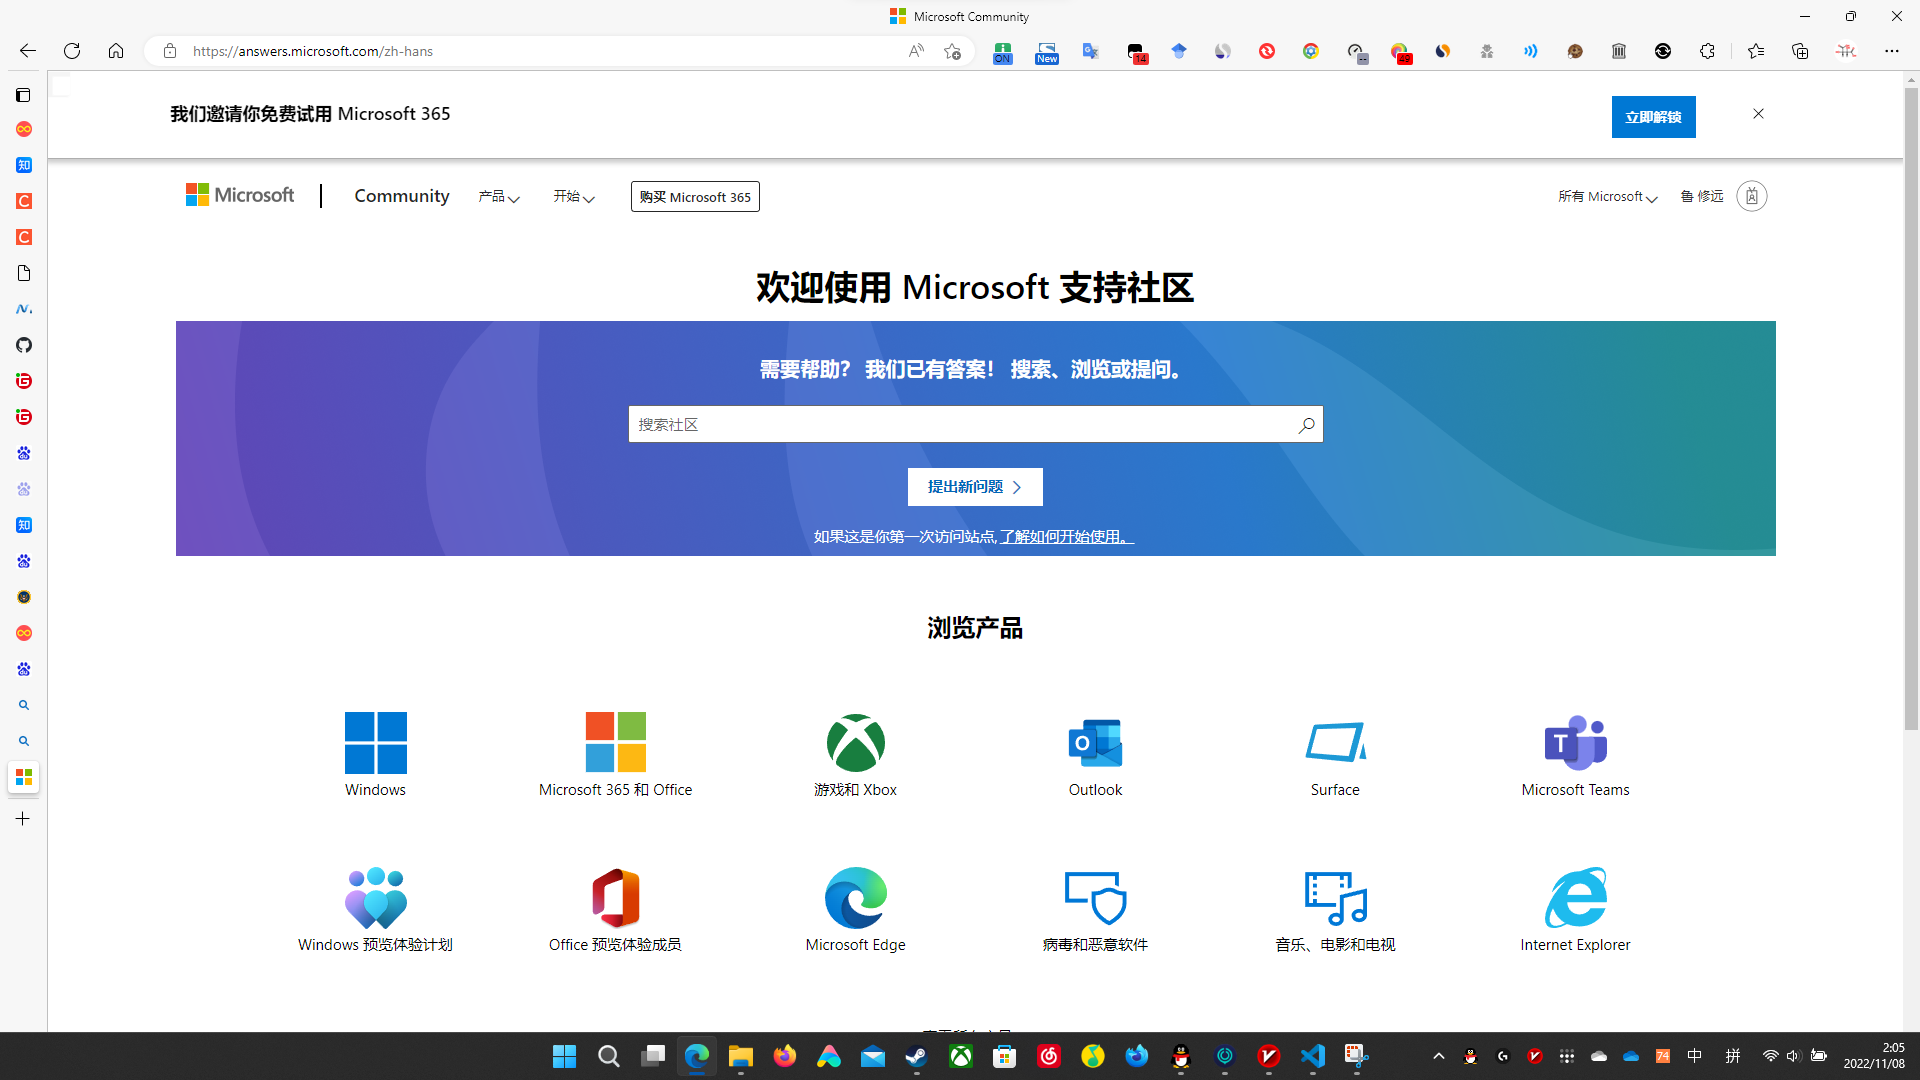 Microsoft Community
https://answers.microsoft.com/zh-hans
ON
New
14
49
我们邀请你免费试用 Microsoft 365
立即解锁
Microsoft
Community
产品
开始
购买 Microsoft 365
所有 Microsoft
鲁 修远
欢迎使用 Microsoft 支持社区
需要帮助? 我们已有答案! 搜索、浏览或提问。
搜索社区
提出新问题
如果这是你第一次访问站点,了解如何开始使用。
浏览产品
Windows
Microsoft 365 和 Office
游戏和 Xbox
Outlook
Surface
Microsoft Teams
Windows 预览体验计划
Office 预览体验成员
Microsoft Edge
病毒和恶意软件
音乐、电影和电视
Internet Explorer
74
中
拼
2:05
2022/11/08